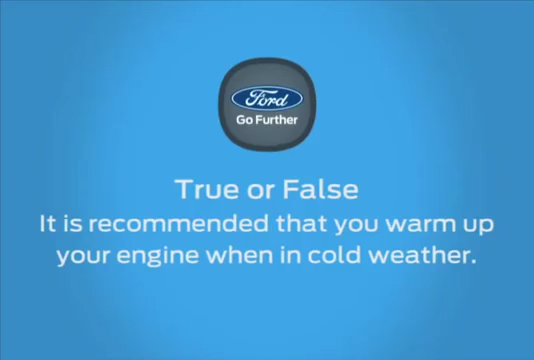 Ford
Go Further
True or False
It is recommended that you warm up
your engine when in cold weather.